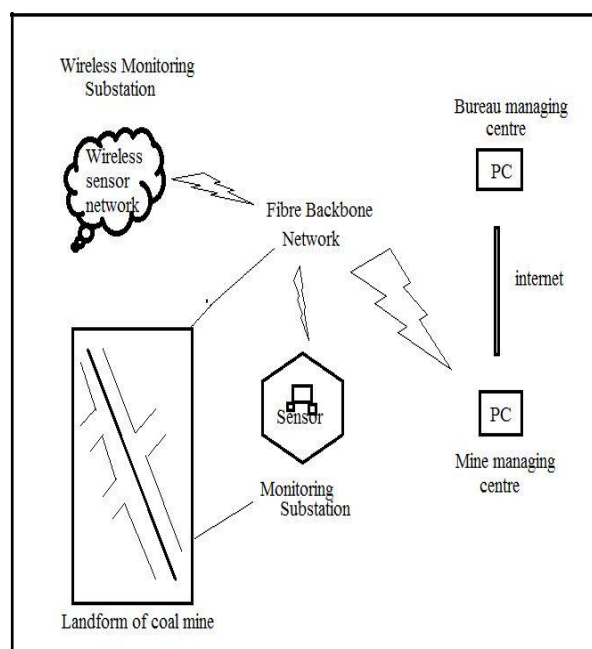 Wireless Monitoring
Substation
Wireless
sensor
network
Bureau managing
centre
PC
Fibre Backbone
Network
internet
Sensor
PC
Mine managing
centre
Monitoring
Substation
Landform of coal mine